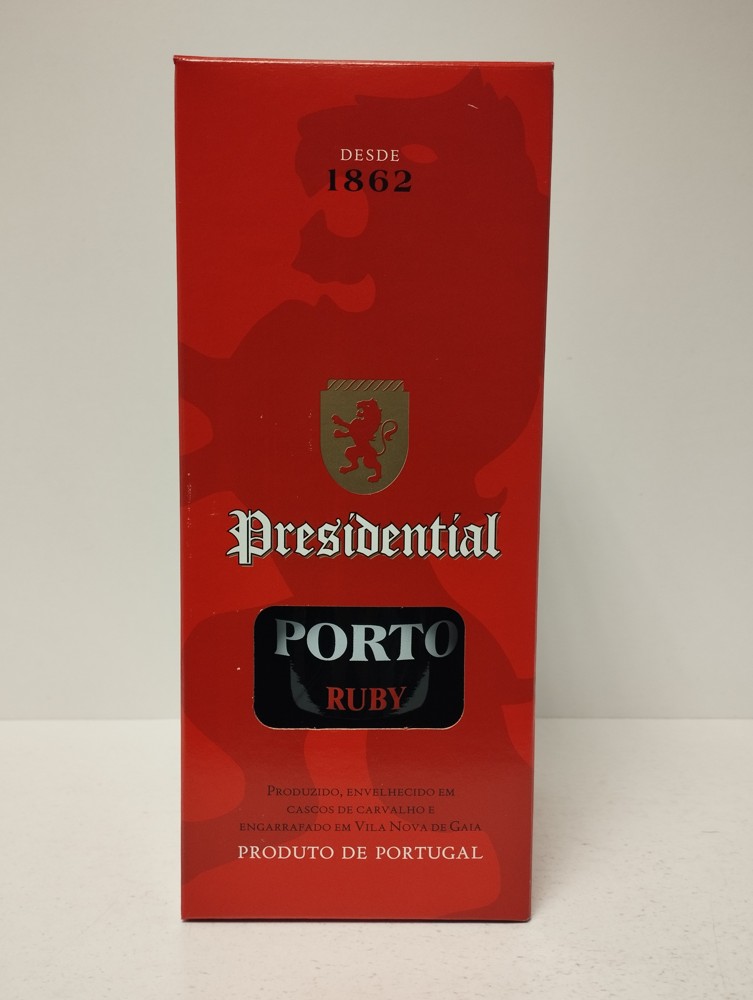 DESDE
1862
Presidential
PORTO
RUBY
PRODUZIDO, ENVELHECIDO EM
CASCOS DE CARVALHO E
ENGARRAFADO EM VILA NOVA DE GAIA
PRODUTO DE PORTUGAL